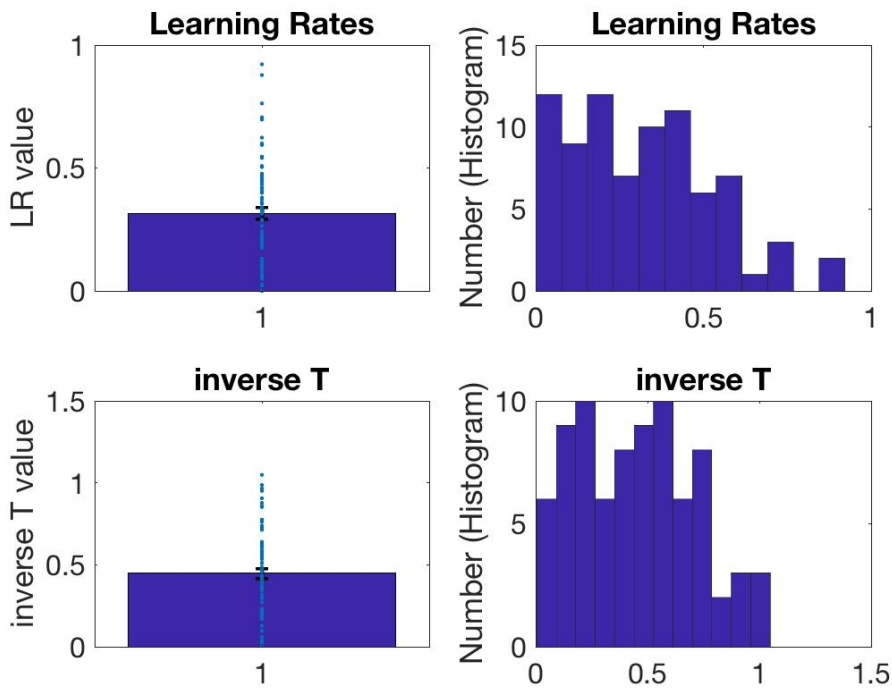 Learning Rates
LR value
1
0.5
0
1
Learning Rates
Number (Histogram)
15
10
5
0
0 0.5 1
inverse T
inverse T value
1.5
1
0.5
0
1
inverse T
Number (Histogram)
10
5
0
0 0.5 1 1.5